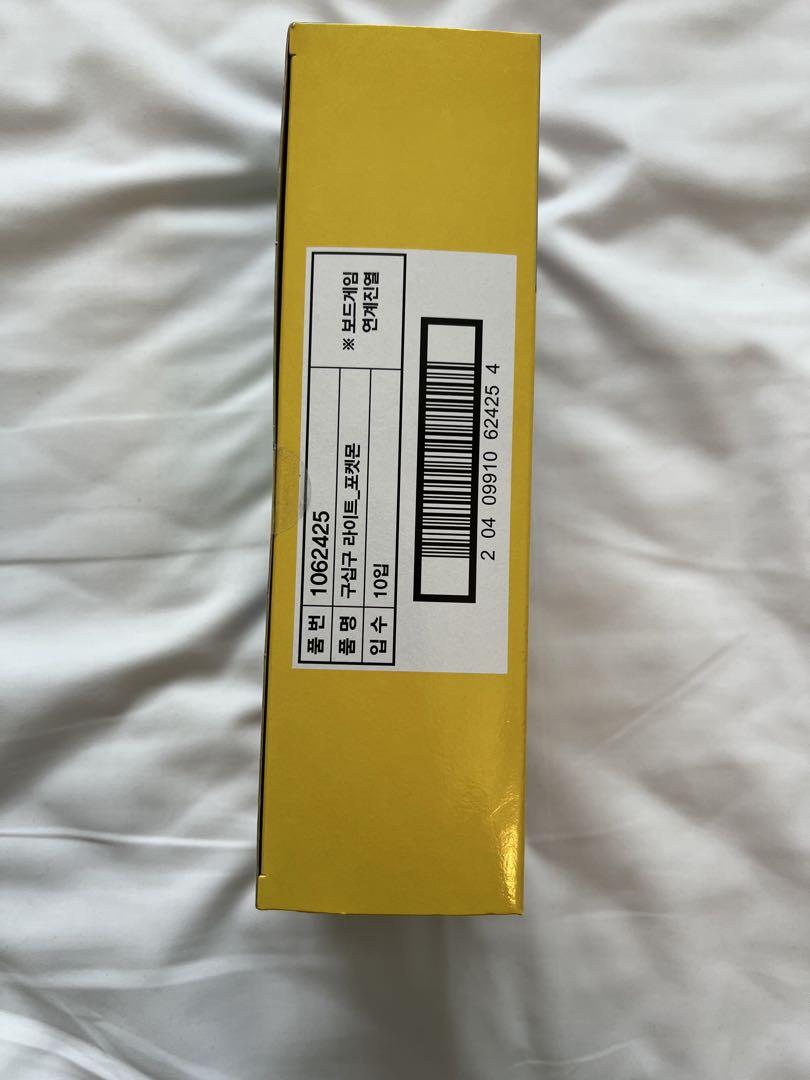 품 번 1062425
품 명 구십구 라이트_포켓몬
입 수 10입
※ 보드게임
연계진열
2 04 09910 62425 4